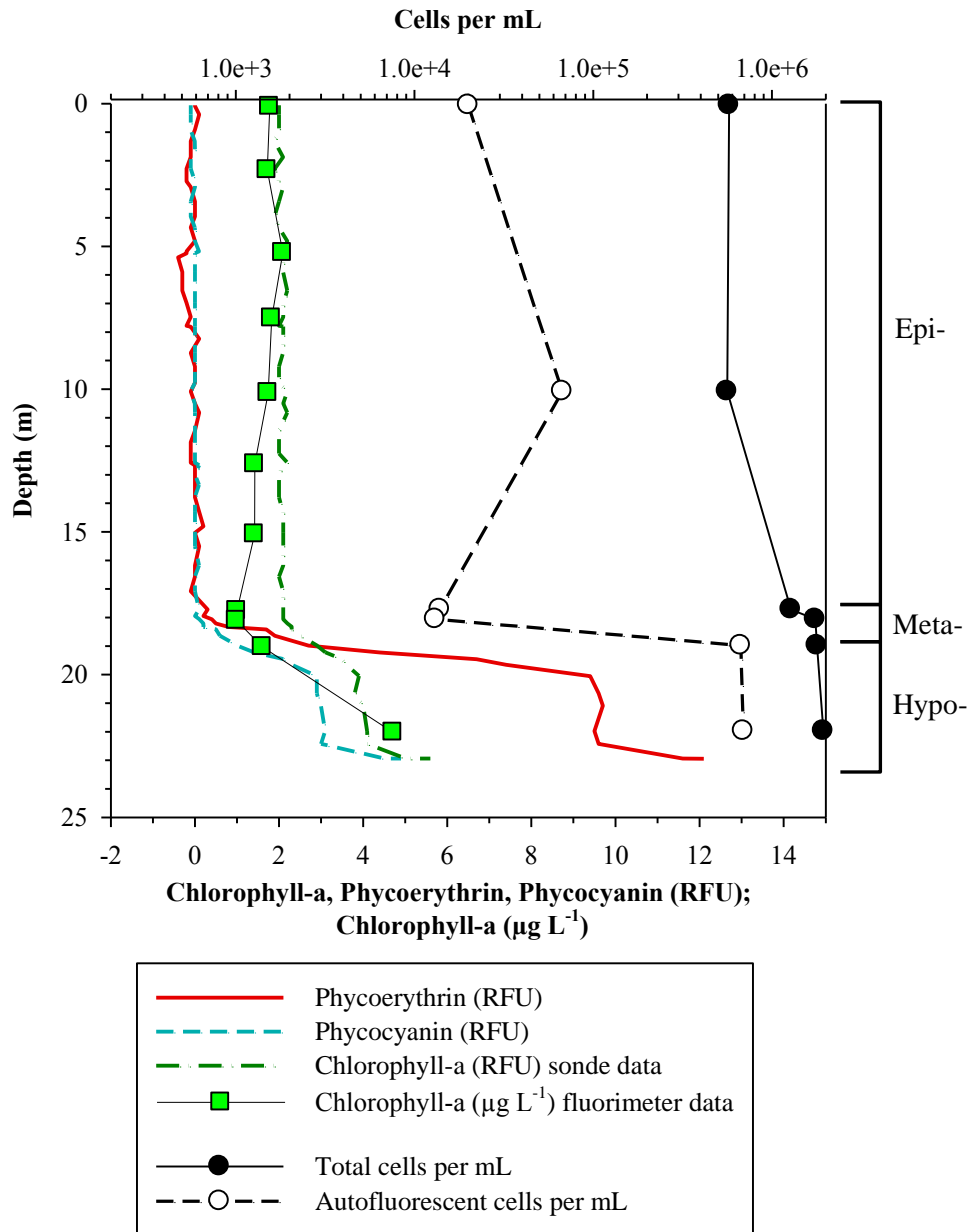 Cells per mL
1.0e+3 1.0e+4 1.0e+5 1.0e+6
0
5
10
15
20
25
Depth (m)
Epi-
Meta-
Hypo-
-2 0 2 4 6 8 10 12 14
Chlorophyll-a, Phycoerythrin, Phycocyanin (RFU);
Chlorophyll-a (µg L⁻¹)
Phycoerythrin (RFU)
Phycocyanin (RFU)
Chlorophyll-a (RFU) sonde data
Chlorophyll-a (µg L⁻¹) fluorimeter data
Total cells per mL
Autofluorescent cells per mL